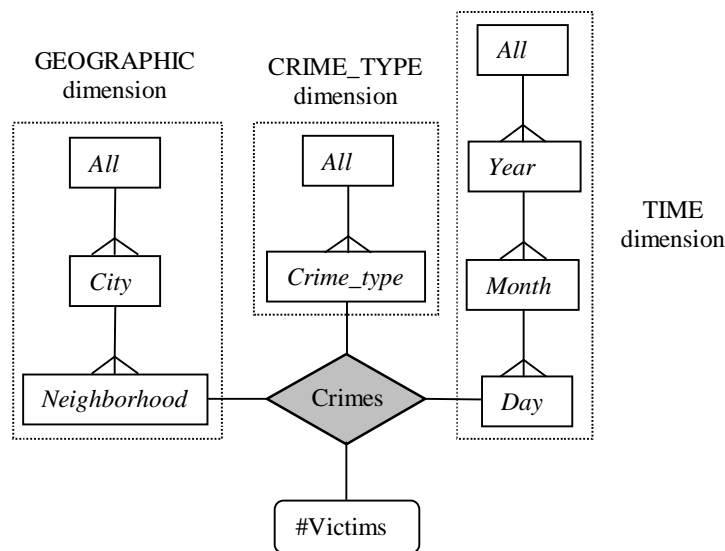 GEOGRAPHIC
dimension
All
City
Neighborhood
CRIME_TYPE
dimension
All
Crime_type
Crimes
#Victims
All
Year
Month
Day
TIME
dimension